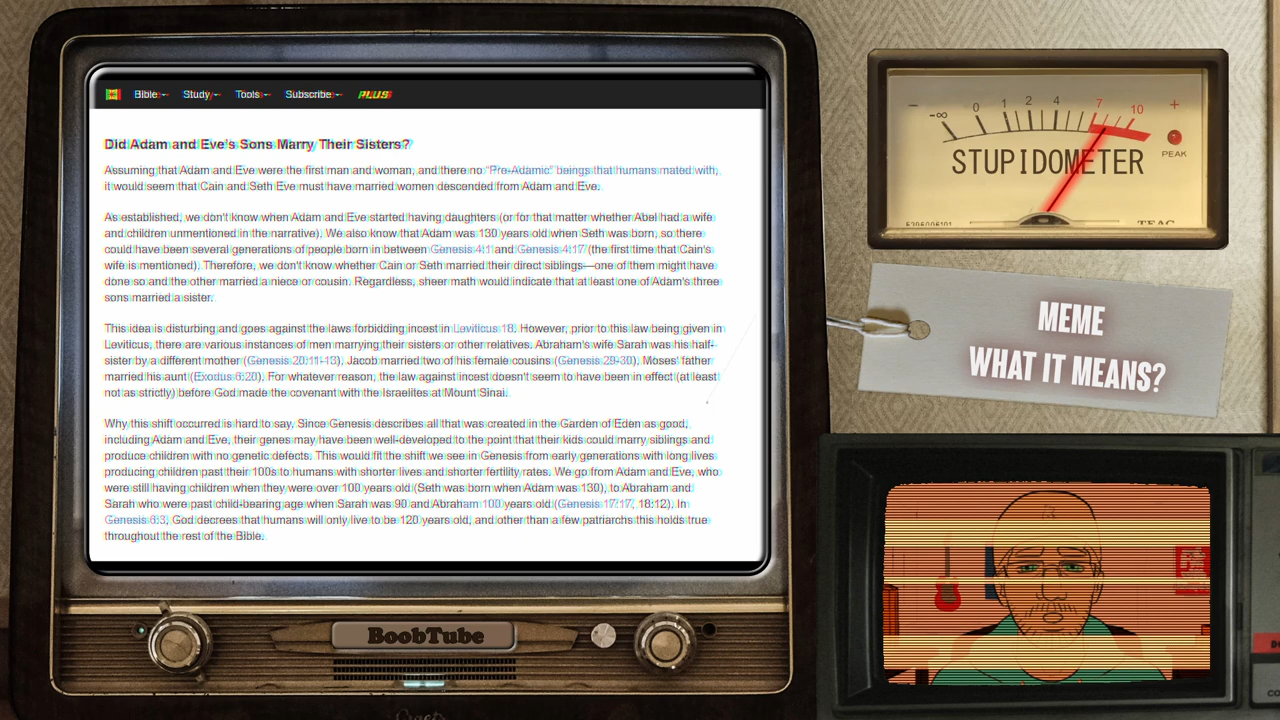 Bible Study Tools Subscribe PLUS
Did Adam and Eve's Sons Marry Their Sisters?
Assuming that Adam and Eve were the first man and woman, and there no "Pre-Adamic" beings that humans mated with,
it would seem that Cain and Seth Eve must have married women descended from Adam and Eve.
As established, we don't know when Adam and Eve started having daughters (or for that matter whether Abel had a wife
and children unmentioned in the narrative). We also know that Adam was 130 years old when Seth was born, so there
could have been several generations of people born in between Genesis 4:1 and Genesis 4:17 (the first time that Cain's
wife is mentioned). Therefore, we don't know whether Cain or Seth married their direct siblings—one of them might have
done so and the other married a niece or cousin. Regardless, sheer math would indicate that at least one of Adam's three
sons married a sister.
This idea is disturbing and goes against the laws forbidding incest in Leviticus 18. However, prior to this law being given in
Leviticus, there are various instances of men marrying their sisters or other relatives. Abraham's wife Sarah was his half-
sister by a different mother (Genesis 20:11-13). Jacob married two of his female cousins (Genesis 29-30). Moses' father
married his aunt (Exodus 6:20). For whatever reason, the law against incest doesn't seem to have been in effect (at least
not as strictly) before God made the covenant with the Israelites at Mount Sinai.
Why this shift occurred is hard to say. Since Genesis describes all that was created in the Garden of Eden as good,
including Adam and Eve, their genes may have been well-developed to the point that their kids could marry siblings and
produce children with no genetic defects. This would fit the shift we see in Genesis from early generations with long lives
producing children past their 100s to humans with shorter lives and shorter fertility rates. We go from Adam and Eve, who
were still having children when they were over 100 years old (Seth was born when Adam was 130), to Abraham and
Sarah who were past child-bearing age when Sarah was 90 and Abraham 100 years old (Genesis 17:17, 18:12). In
Genesis 6:3, God decrees that humans will only live to be 120 years old, and other than a few patriarchs this holds true
throughout the rest of the Bible.
BoobTube
− -∞ 0 1 2 4 7 10 +
STUPIDOMETER
PEAK
MEME
WHAT IT MEANS?